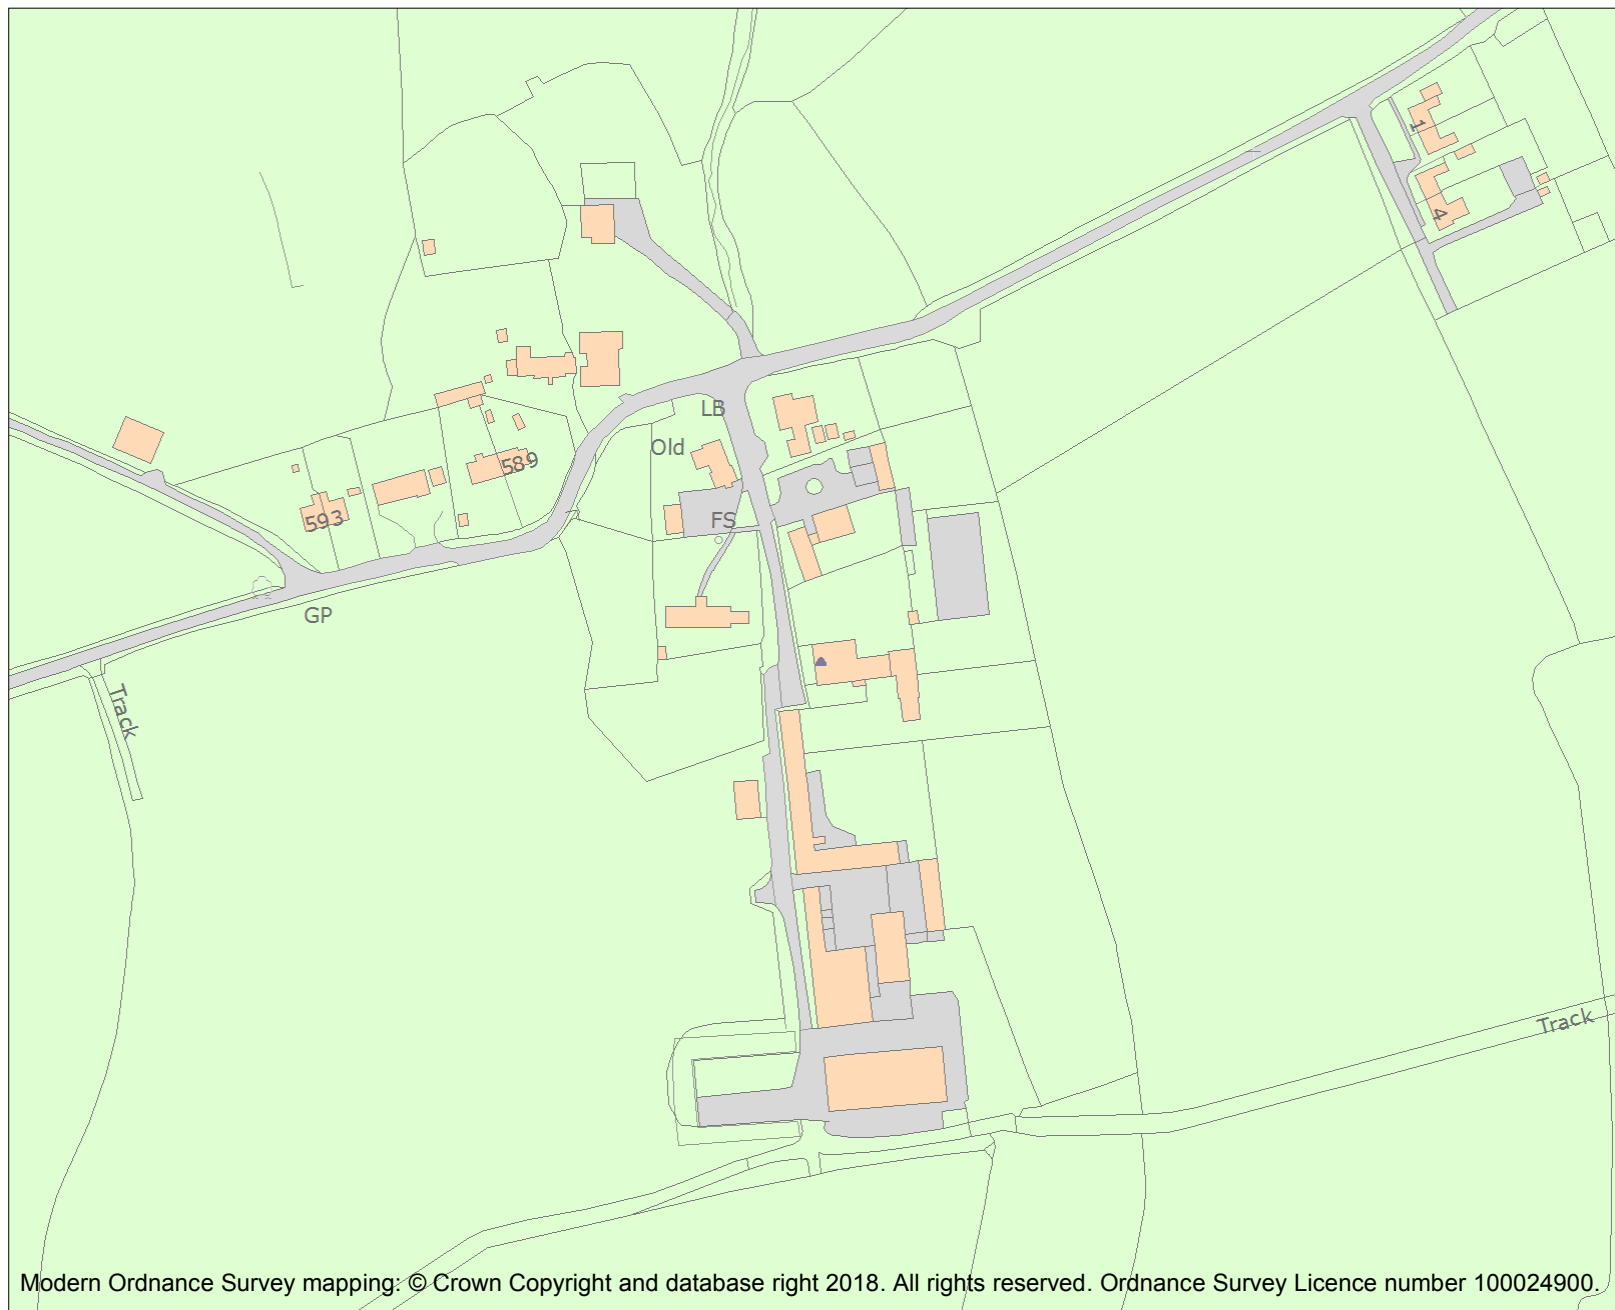 1
4
LB
Old
589
593
FS
GP
Track
Track
Modern Ordnance Survey mapping: © Crown Copyright and database right 2018. All rights reserved. Ordnance Survey Licence number 100024900.